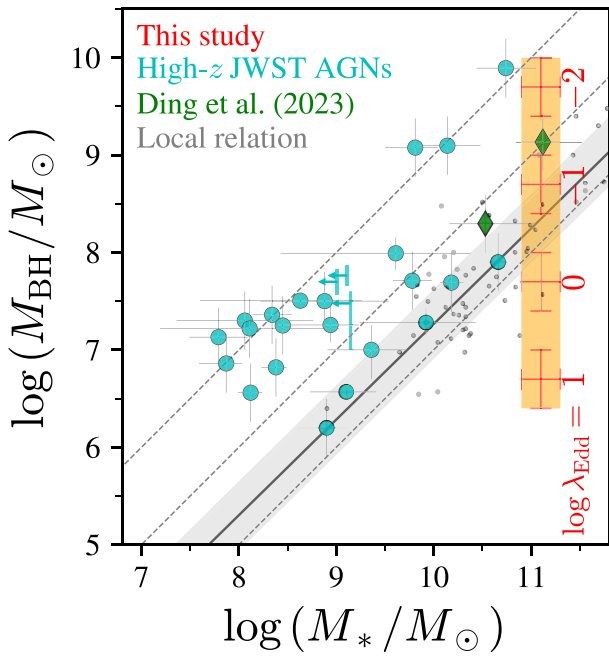 This study
High-z JWST AGNs
Ding et al. (2023)
Local relation
10
9
8
7
6
5
log (M_BH/M_⊙)
7
8
9
10
11
log (M_*/M_⊙)
log λ_Edd = 1
0
−1
−2